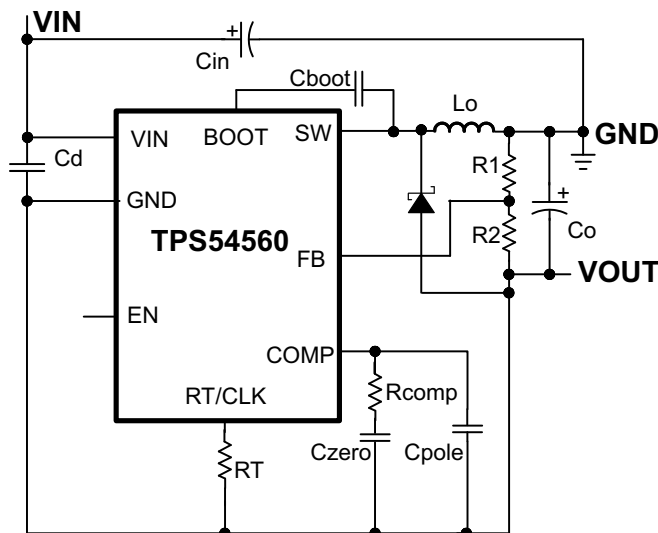 VIN
+
Cin
Cboot
Lo
VIN
BOOT
SW
GND
Cd
R1
GND
+
TPS54560
R2
Co
FB
VOUT
EN
COMP
RT/CLK
Rcomp
Czero
Cpole
RT